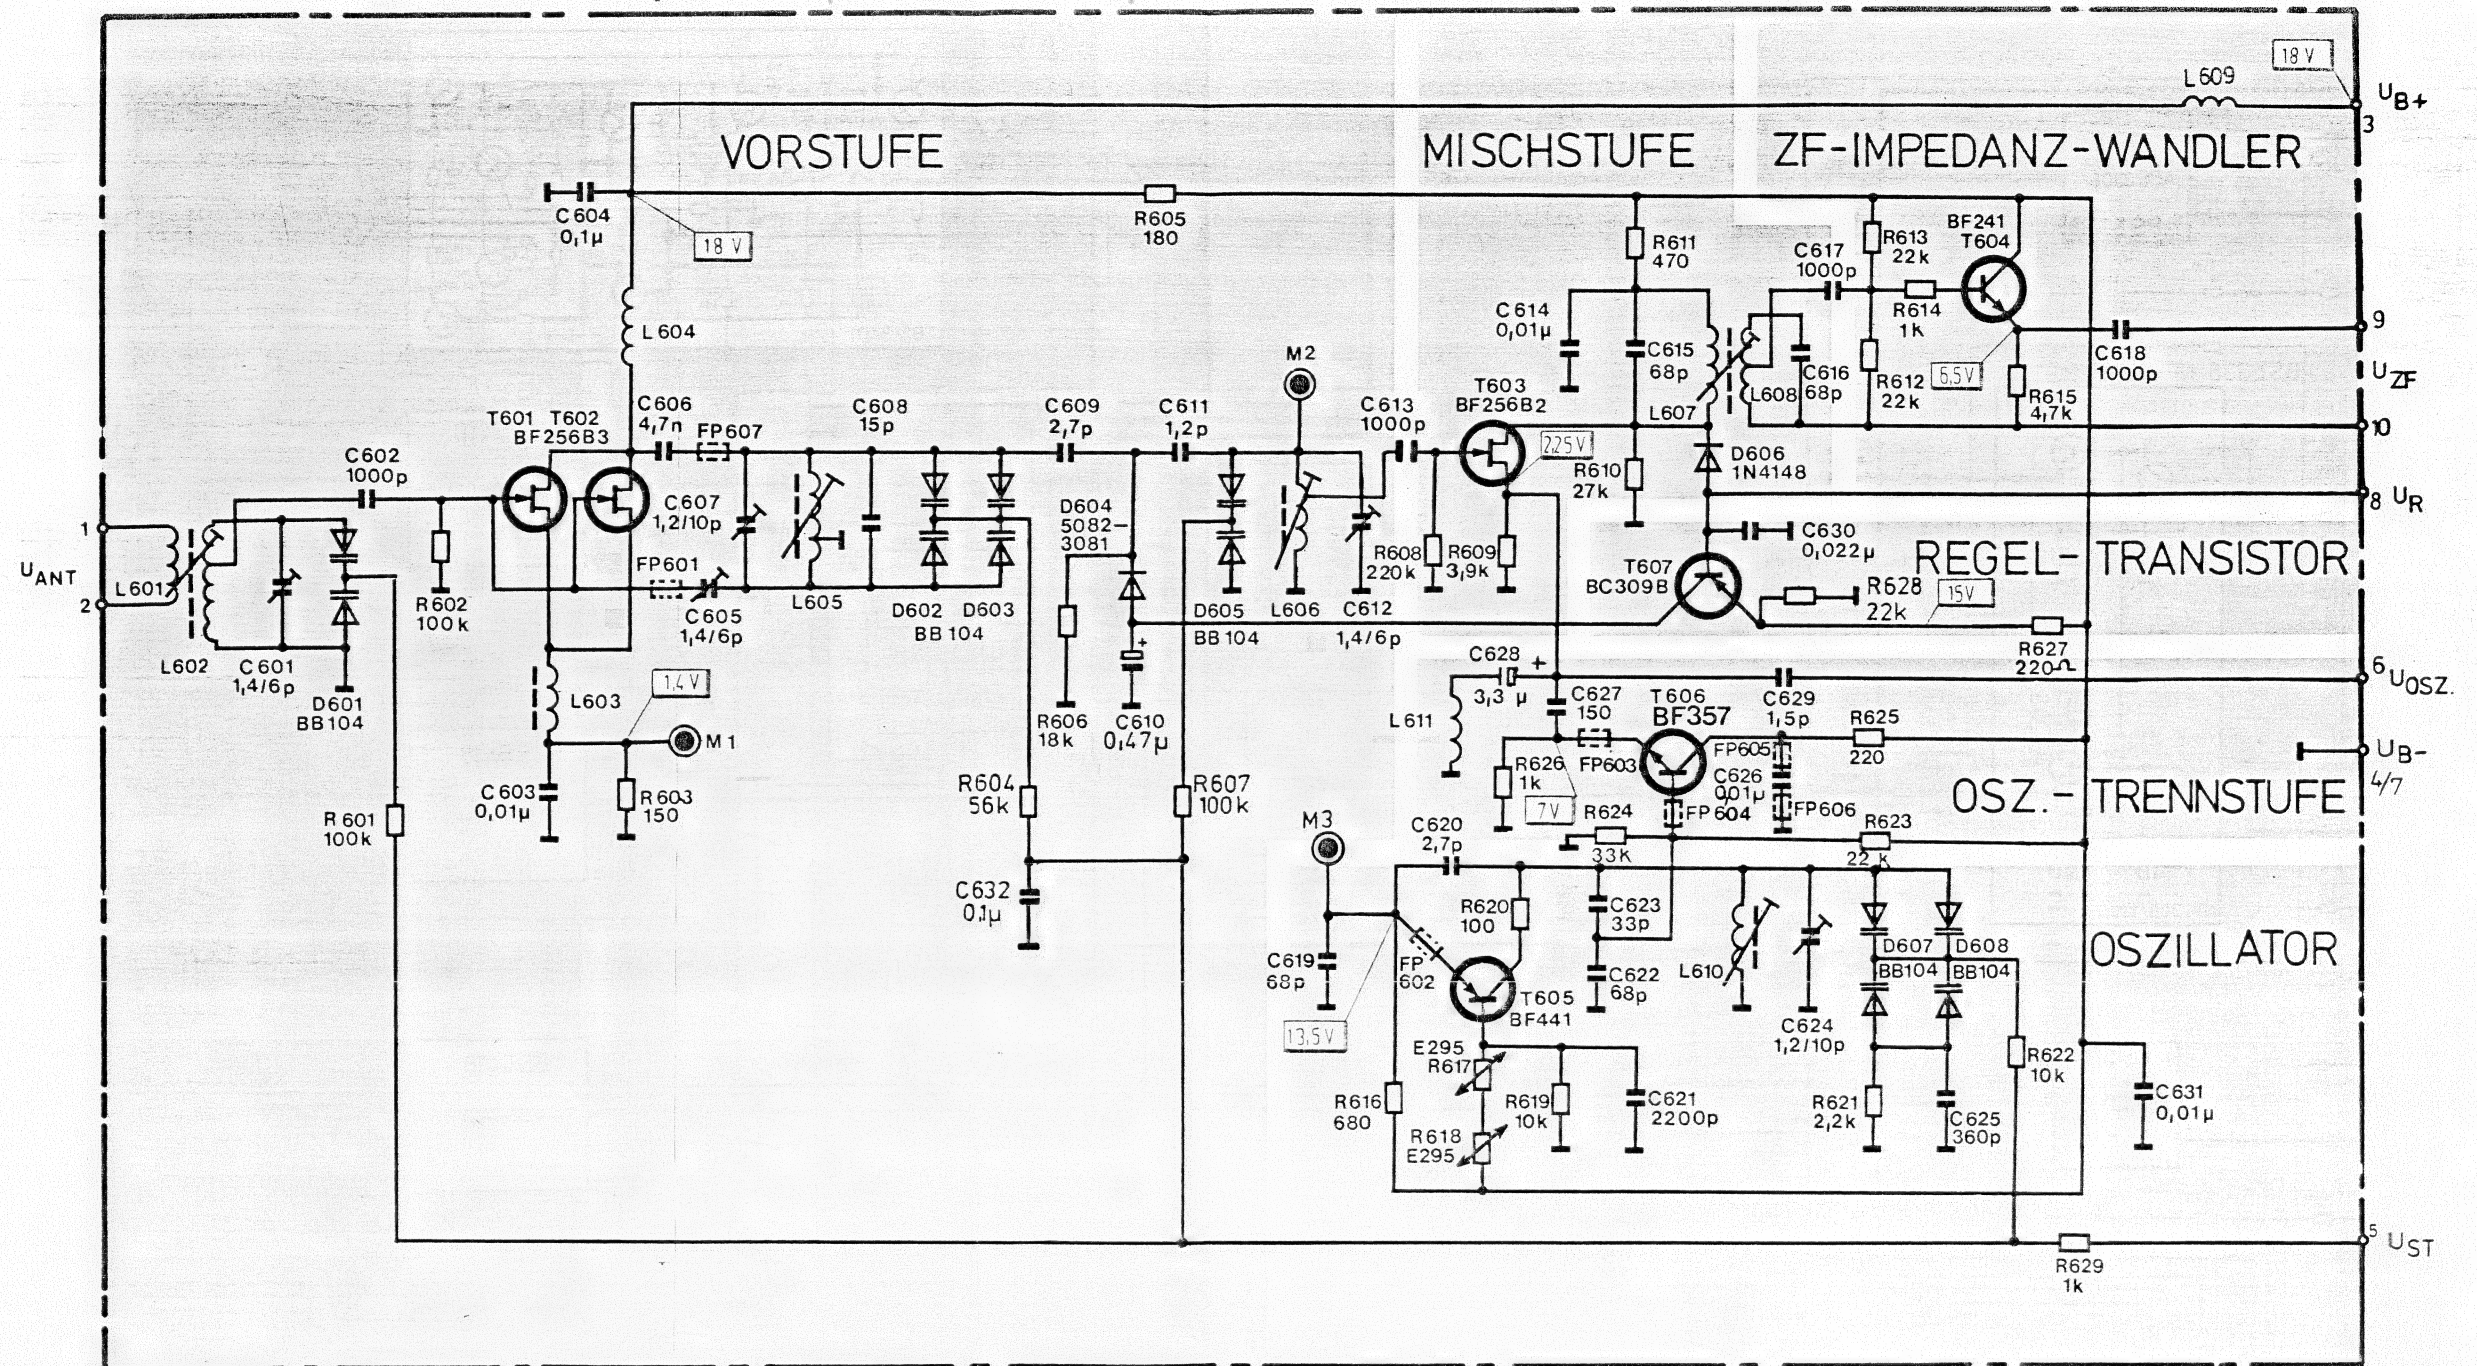 18 V
L609
U B+
3
VORSTUFE
MISCHSTUFE
ZF-IMPEDANZ-WANDLER
C604
0,1µ
18 V
R605
180
R611
470
C617
1000p
R613
22k
BF241
T604
R614
1k
9
C614
0,01µ
C615
68p
L604
M2
C616
68p
L607
L608
R612
22k
6,5V
R615
4,7k
C618
1000p
U ZF
10
T601
T602
BF256B3
C606
4,7n
FP607
C608
15p
C609
2,7p
C611
1,2p
C613
1000p
T603
BF256B2
2,25V
C602
1000p
C607
1,2/10p
D604
5082-
3081
R610
27k
D606
1N4148
8
U R
1
U ANT
2
L601
L602
C601
1,4/6p
D601
BB104
R602
100k
FP601
C605
1,4/6p
L605
D602
D603
BB 104
D605
BB 104
L606
C612
1,4/6p
R608
220k
R609
3,9k
C630
0,022µ
T607
BC309B
REGEL-TRANSISTOR
R628
22k
15V
R627
220Ω
6
U OSZ.
L603
1,4 V
M1
C603
0,01µ
R603
150
R606
18k
C610
0,47µ
+
C628
3,3 µ
+
L611
C627
150
T606
BF357
C629
1,5p
R625
220
U B-
4/7
R626
1k
FP603
FP605
C626
0,01µ
FP606
FP604
7V
OSZ.-TRENNSTUFE
R601
100k
R604
56k
R607
100k
C632
0,1µ
M3
C620
2,7p
R624
33k
R623
22 k
R620
100
C623
33p
C622
68p
L610
C624
1,2/10p
D607
BB104
D608
BB104
OSZILLATOR
C619
68p
FP
602
13,5V
T605
BF441
E295
R617
R616
680
R618
E295
R619
10k
C621
2200p
R621
2,2k
C625
360p
R622
10k
C631
0,01µ
5
U ST
R629
1k